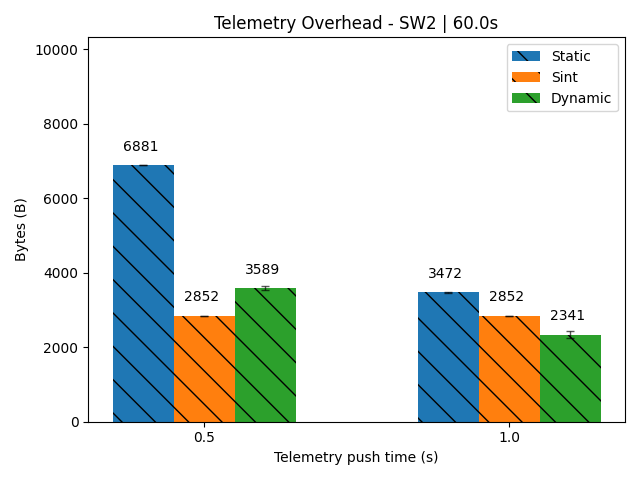 Telemetry Overhead - SW2 | 60.0s
Static
Sint
Dynamic
10000
8000
6000
4000
2000
0
Bytes (B)
6881
2852
3589
3472
2852
2341
0.5
1.0
Telemetry push time (s)